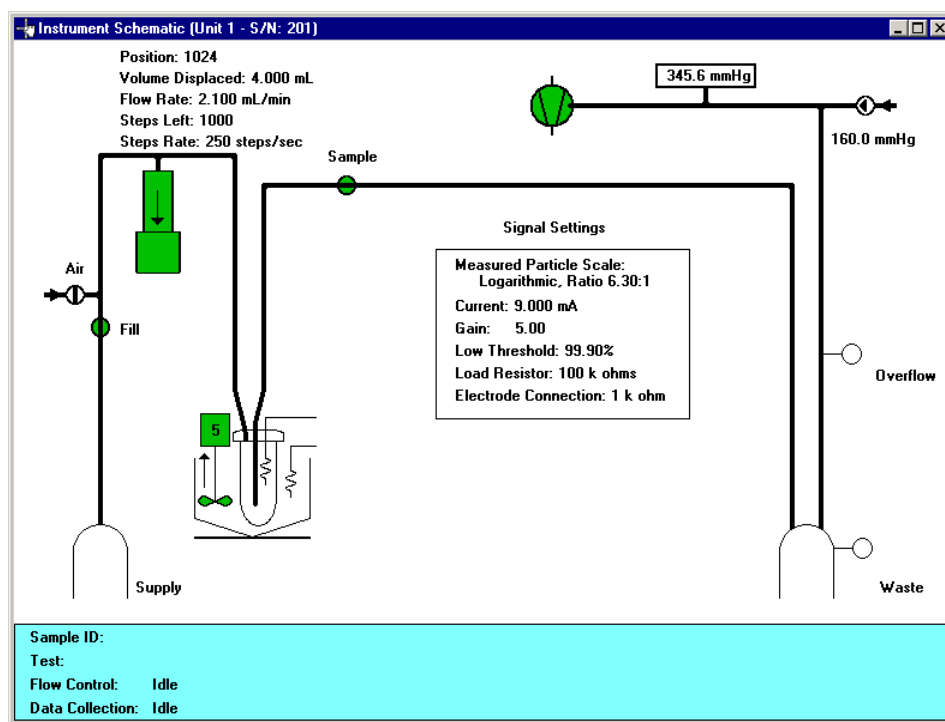 Instrument Schematic (Unit 1 - S/N: 201)
Position: 1024
Volume Displaced: 4.000 mL
Flow Rate: 2.100 mL/min
Steps Left: 1000
Steps Rate: 250 steps/sec
345.6 mmHg
160.0 mmHg
Sample
Signal Settings
Measured Particle Scale:
Logarithmic, Ratio 6.30:1
Current: 9.000 mA
Gain: 5.00
Low Threshold: 99.90%
Load Resistor: 100 k ohms
Electrode Connection: 1 k ohm
Air
Fill
Overflow
5
Supply
Waste
Sample ID:
Test:
Flow Control: Idle
Data Collection: Idle